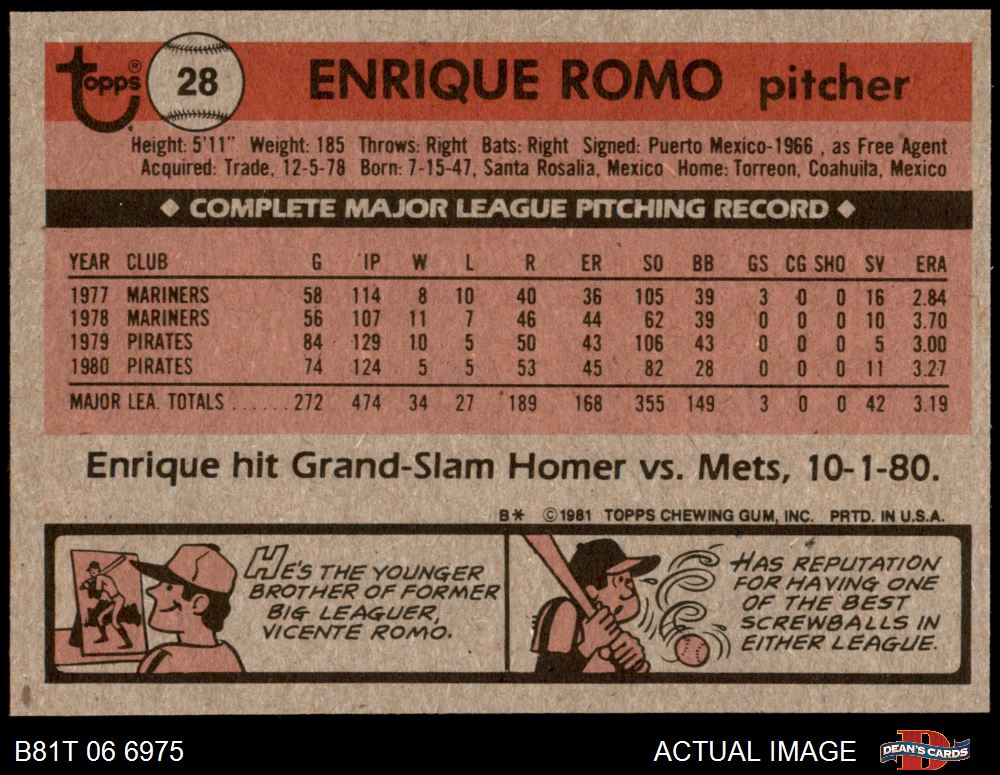 Topps® 28 ENRIQUE ROMO pitcher
Height: 5'11" Weight: 185 Throws: Right Bats: Right Signed: Puerto Mexico-1966 , as Free Agent
Acquired: Trade, 12-5-78 Born: 7-15-47, Santa Rosalia, Mexico Home: Torreon, Coahuila, Mexico
◆ COMPLETE MAJOR LEAGUE PITCHING RECORD ◆
YEAR CLUB G IP W L R ER SO BB GS CG SHO SV ERA
1977 MARINERS 58 114 8 10 40 36 105 39 3 0 0 16 2.84
1978 MARINERS 56 107 11 7 46 44 62 39 0 0 0 10 3.70
1979 PIRATES 84 129 10 5 50 43 106 43 0 0 0 5 3.00
1980 PIRATES 74 124 5 5 53 45 82 28 0 0 0 11 3.27
MAJOR LEA. TOTALS ......272 474 34 27 189 168 355 149 3 0 0 42 3.19
Enrique hit Grand-Slam Homer vs. Mets, 10-1-80.
B* ©1981 TOPPS CHEWING GUM, INC. PRTD. IN U.S.A.
HE'S THE YOUNGER
BROTHER OF FORMER
BIG LEAGUER,
VICENTE ROMO.
HAS REPUTATION
FOR HAVING ONE
OF THE BEST
SCREWBALLS IN
EITHER LEAGUE.
B81T 06 6975 ACTUAL IMAGE DEAN'S CARDS